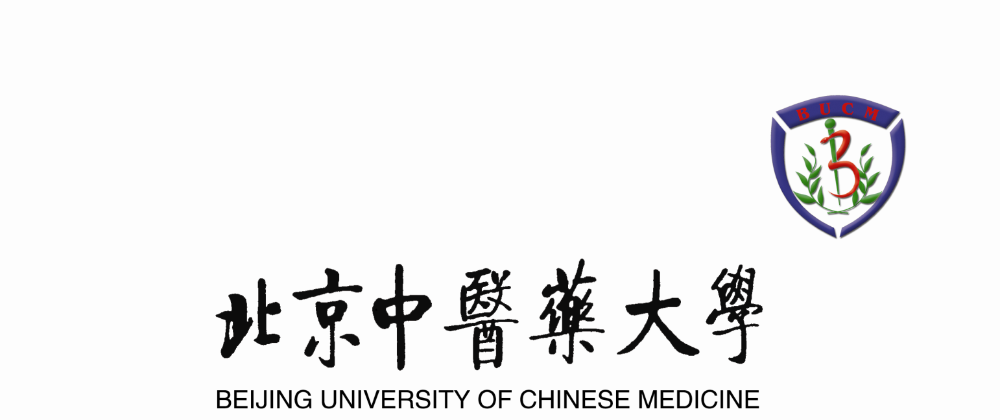 BUCM
北京中醫藥大學
BEIJING UNIVERSITY OF CHINESE MEDICINE